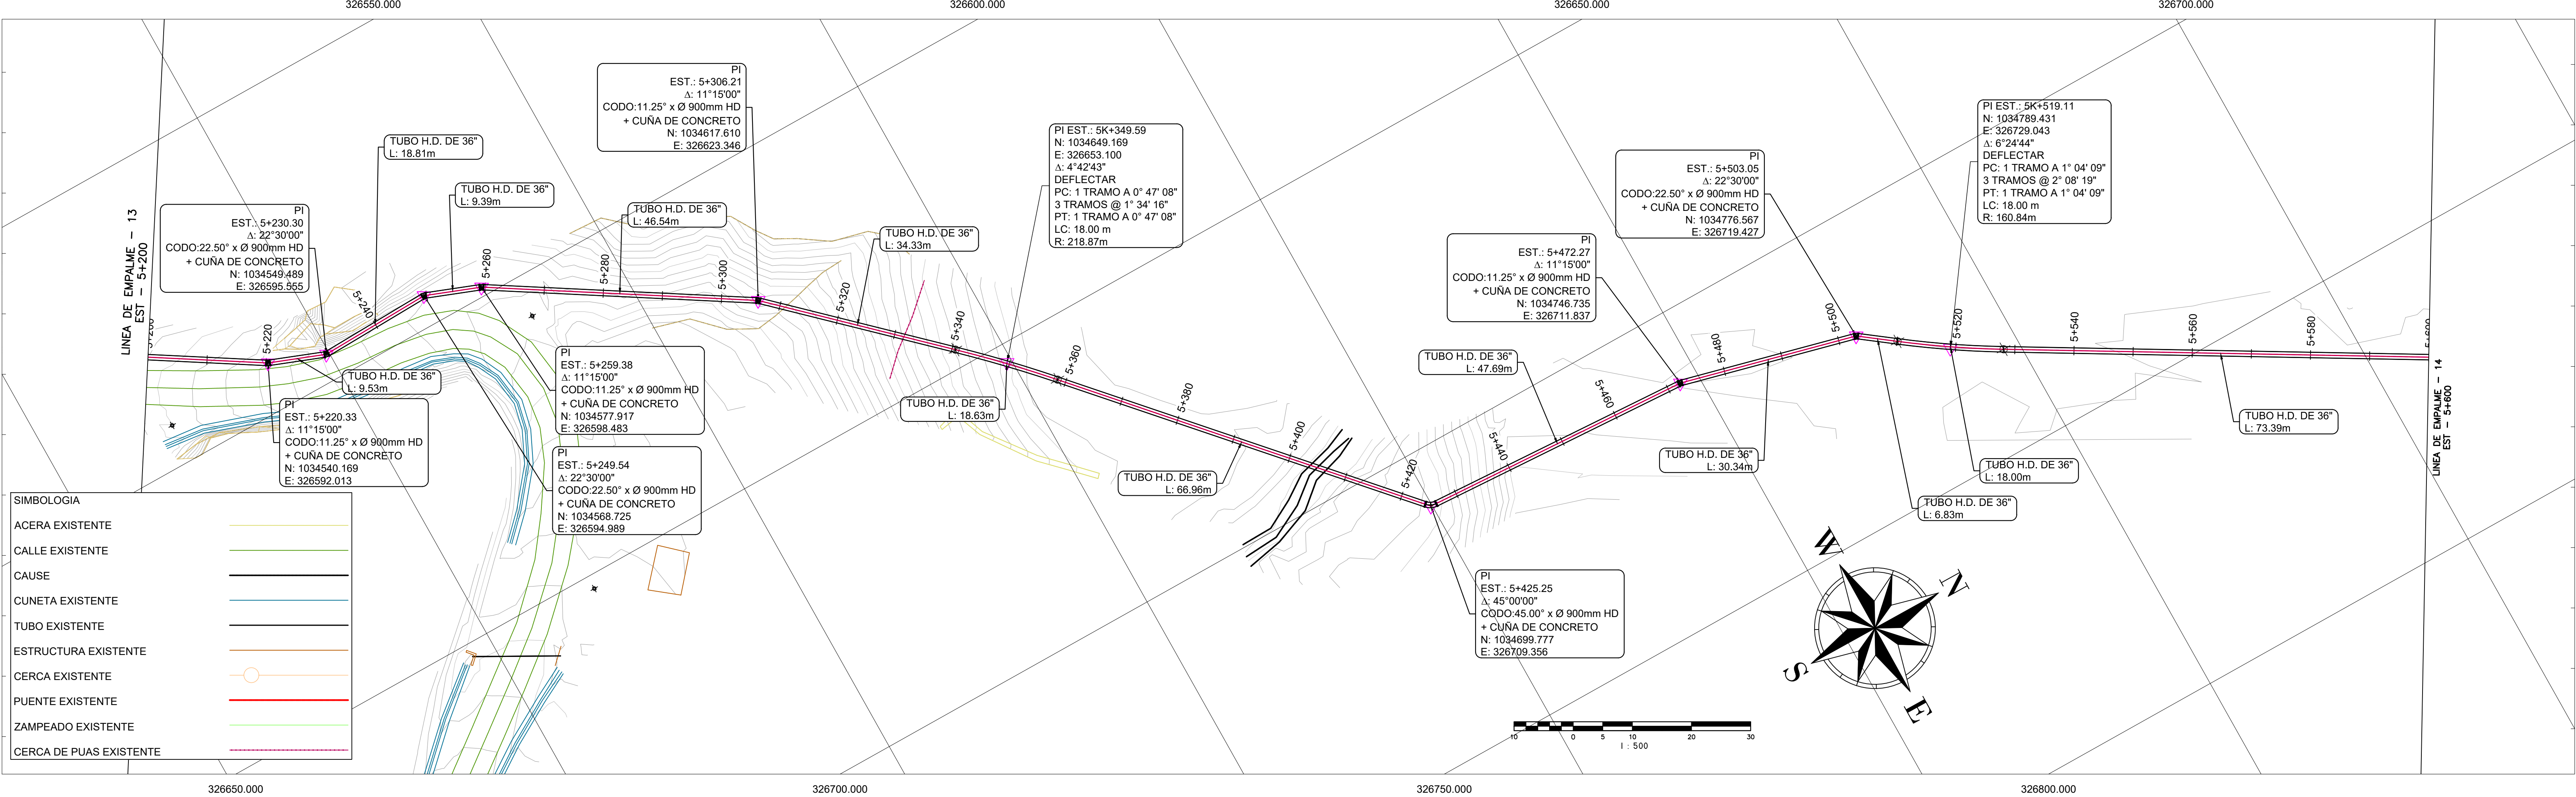 326550.000
326600.000
326650.000
326700.000
LINEA DE EMPALME - 13
EST - 5+200
PI
EST.: 5+230.30
Δ: 22°30'00"
CODO:22.50° x Ø 900mm HD
+ CUÑA DE CONCRETO
N: 1034549.489
E: 326595.555
TUBO H.D. DE 36"
L: 18.81m
TUBO H.D. DE 36"
L: 9.39m
PI
EST.: 5+306.21
Δ: 11°15'00"
CODO:11.25° x Ø 900mm HD
+ CUÑA DE CONCRETO
N: 1034617.610
E: 326623.346
TUBO H.D. DE 36"
L: 46.54m
TUBO H.D. DE 36"
L: 34.33m
PI EST.: 5K+349.59
N: 1034649.169
E: 326653.100
Δ: 4°42'43"
DEFLECTAR
PC: 1 TRAMO A 0° 47' 08"
3 TRAMOS @ 1° 34' 16"
PT: 1 TRAMO A 0° 47' 08"
LC: 18.00 m
R: 218.87m
PI
EST.: 5+472.27
Δ: 11°15'00"
CODO:11.25° x Ø 900mm HD
+ CUÑA DE CONCRETO
N: 1034746.735
E: 326711.837
PI
EST.: 5+503.05
Δ: 22°30'00"
CODO:22.50° x Ø 900mm HD
+ CUÑA DE CONCRETO
N: 1034776.567
E: 326719.427
PI EST.: 5K+519.11
N: 1034789.431
E: 326729.043
Δ: 6°24'44"
DEFLECTAR
PC: 1 TRAMO A 1° 04' 09"
3 TRAMOS @ 2° 08' 19"
PT: 1 TRAMO A 1° 04' 09"
LC: 18.00 m
R: 160.84m
5+220
5+240
5+260
5+280
5+300
5+320
5+340
5+360
5+380
5+400
5+420
5+440
5+460
5+480
5+500
5+520
5+540
5+560
5+580
TUBO H.D. DE 36"
L: 9.53m
PI
EST.: 5+220.33
Δ: 11°15'00"
CODO:11.25° x Ø 900mm HD
+ CUÑA DE CONCRETO
N: 1034540.169
E: 326592.013
PI
EST.: 5+259.38
Δ: 11°15'00"
CODO:11.25° x Ø 900mm HD
+ CUÑA DE CONCRETO
N: 1034577.917
E: 326598.483
PI
EST.: 5+249.54
Δ: 22°30'00"
CODO:22.50° x Ø 900mm HD
+ CUÑA DE CONCRETO
N: 1034568.725
E: 326594.989
TUBO H.D. DE 36"
L: 18.63m
TUBO H.D. DE 36"
L: 66.96m
TUBO H.D. DE 36"
L: 47.69m
TUBO H.D. DE 36"
L: 30.34m
TUBO H.D. DE 36"
L: 6.83m
TUBO H.D. DE 36"
L: 18.00m
TUBO H.D. DE 36"
L: 73.39m
LINEA DE EMPALME - 14
EST - 5+600
PI
EST.: 5+425.25
Δ: 45°00'00"
CODO:45.00° x Ø 900mm HD
+ CUÑA DE CONCRETO
N: 1034699.777
E: 326709.356
SIMBOLOGIA
ACERA EXISTENTE
CALLE EXISTENTE
CAUSE
CUNETA EXISTENTE
TUBO EXISTENTE
ESTRUCTURA EXISTENTE
CERCA EXISTENTE
PUENTE EXISTENTE
ZAMPEADO EXISTENTE
CERCA DE PUAS EXISTENTE
W
N
S
E
10 0 5 10 20 30
1 : 500
326650.000
326700.000
326750.000
326800.000